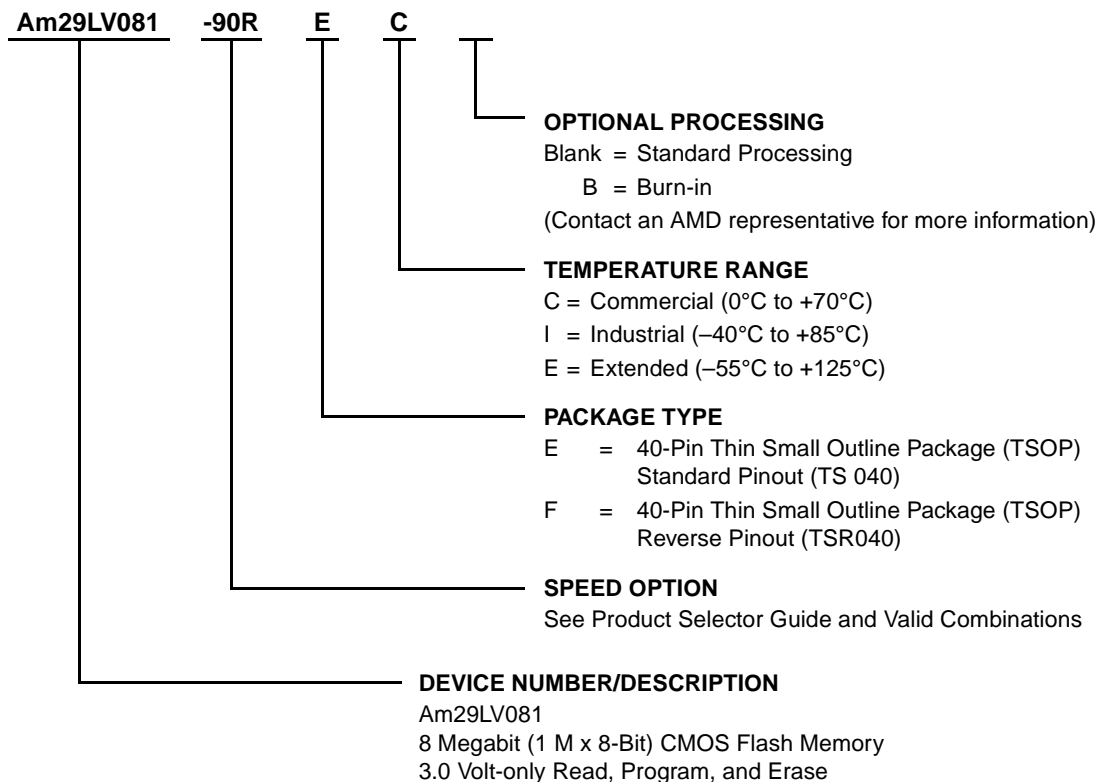 Am29LV081 -90R E C
OPTIONAL PROCESSING
Blank = Standard Processing
B = Burn-in
(Contact an AMD representative for more information)
TEMPERATURE RANGE
C = Commercial (0°C to +70°C)
I = Industrial (–40°C to +85°C)
E = Extended (–55°C to +125°C)
PACKAGE TYPE
E = 40-Pin Thin Small Outline Package (TSOP)
Standard Pinout (TS 040)
F = 40-Pin Thin Small Outline Package (TSOP)
Reverse Pinout (TSR040)
SPEED OPTION
See Product Selector Guide and Valid Combinations
DEVICE NUMBER/DESCRIPTION
Am29LV081
8 Megabit (1 M x 8-Bit) CMOS Flash Memory
3.0 Volt-only Read, Program, and Erase